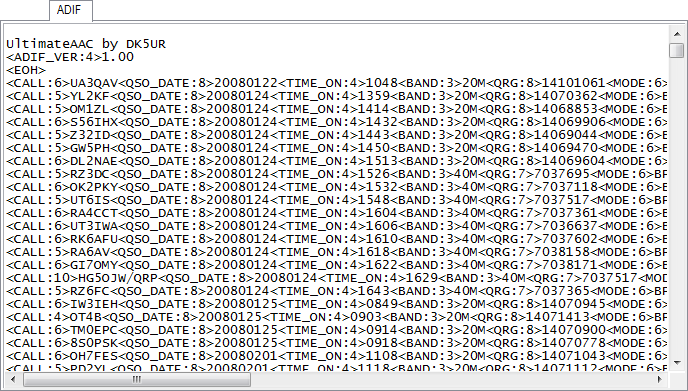 ADIF
UltimateAAC by DK5UR
<ADIF_VER:4>1.00
<EOH>
<CALL:6>UA3QAV<QSO_DATE:8>20080122<TIME_ON:4>1048<BAND:3>20M<QRG:8>14101061<MODE:6>
<CALL:5>YL2KF<QSO_DATE:8>20080124<TIME_ON:4>1359<BAND:3>20M<QRG:8>14070362<MODE:6>B
<CALL:5>OM1ZL<QSO_DATE:8>20080124<TIME_ON:4>1414<BAND:3>20M<QRG:8>14068853<MODE:6>B
<CALL:6>S56IHX<QSO_DATE:8>20080124<TIME_ON:4>1432<BAND:3>20M<QRG:8>14069906<MODE:6>
<CALL:5>Z32ID<QSO_DATE:8>20080124<TIME_ON:4>1443<BAND:3>20M<QRG:8>14069044<MODE:6>B
<CALL:5>GW5PH<QSO_DATE:8>20080124<TIME_ON:4>1450<BAND:3>20M<QRG:8>14069470<MODE:6>B
<CALL:6>DL2NAE<QSO_DATE:8>20080124<TIME_ON:4>1513<BAND:3>20M<QRG:8>14069604<MODE:6>
<CALL:5>RZ3DC<QSO_DATE:8>20080124<TIME_ON:4>1526<BAND:3>40M<QRG:7>7037695<MODE:6>BP
<CALL:6>OK2PKY<QSO_DATE:8>20080124<TIME_ON:4>1532<BAND:3>40M<QRG:7>7037118<MODE:6>B
<CALL:5>UT6IS<QSO_DATE:8>20080124<TIME_ON:4>1548<BAND:3>40M<QRG:7>7037517<MODE:6>BP
<CALL:6>RA4CCT<QSO_DATE:8>20080124<TIME_ON:4>1604<BAND:3>40M<QRG:7>7037361<MODE:6>B
<CALL:6>UT3IWA<QSO_DATE:8>20080124<TIME_ON:4>1606<BAND:3>40M<QRG:7>7036637<MODE:6>B
<CALL:6>RK6AFU<QSO_DATE:8>20080124<TIME_ON:4>1610<BAND:3>40M<QRG:7>7037602<MODE:6>B
<CALL:5>RA6AV<QSO_DATE:8>20080124<TIME_ON:4>1618<BAND:3>40M<QRG:7>7038158<MODE:6>BP
<CALL:6>GI7OMY<QSO_DATE:8>20080124<TIME_ON:4>1622<BAND:3>40M<QRG:7>7038171<MODE:6>B
<CALL:10>HG5OJW/QRP<QSO_DATE:8>20080124<TIME_ON:4>1629<BAND:3>40M<QRG:7>7037517<MOD
<CALL:5>RZ6FC<QSO_DATE:8>20080124<TIME_ON:4>1643<BAND:3>40M<QRG:7>7037365<MODE:6>BP
<CALL:6>IW3IEH<QSO_DATE:8>20080125<TIME_ON:4>0849<BAND:3>20M<QRG:8>14070945<MODE:6>
<CALL:4>OT4B<QSO_DATE:8>20080125<TIME_ON:4>0903<BAND:3>20M<QRG:8>14071413<MODE:6>BP
<CALL:6>TM0EPC<QSO_DATE:8>20080125<TIME_ON:4>0914<BAND:3>20M<QRG:8>14070900<MODE:6>
<CALL:6>8S0PSK<QSO_DATE:8>20080125<TIME_ON:4>0918<BAND:3>20M<QRG:8>14070778<MODE:6>
<CALL:6>OH7FES<QSO_DATE:8>20080201<TIME_ON:4>1108<BAND:3>20M<QRG:8>14071043<MODE:6>
<CALL:5>PD2YL<QSO_DATE:8>20080201<TIME_ON:4>1118<BAND:3>20M<QRG:8>14071112<MODE:6>B